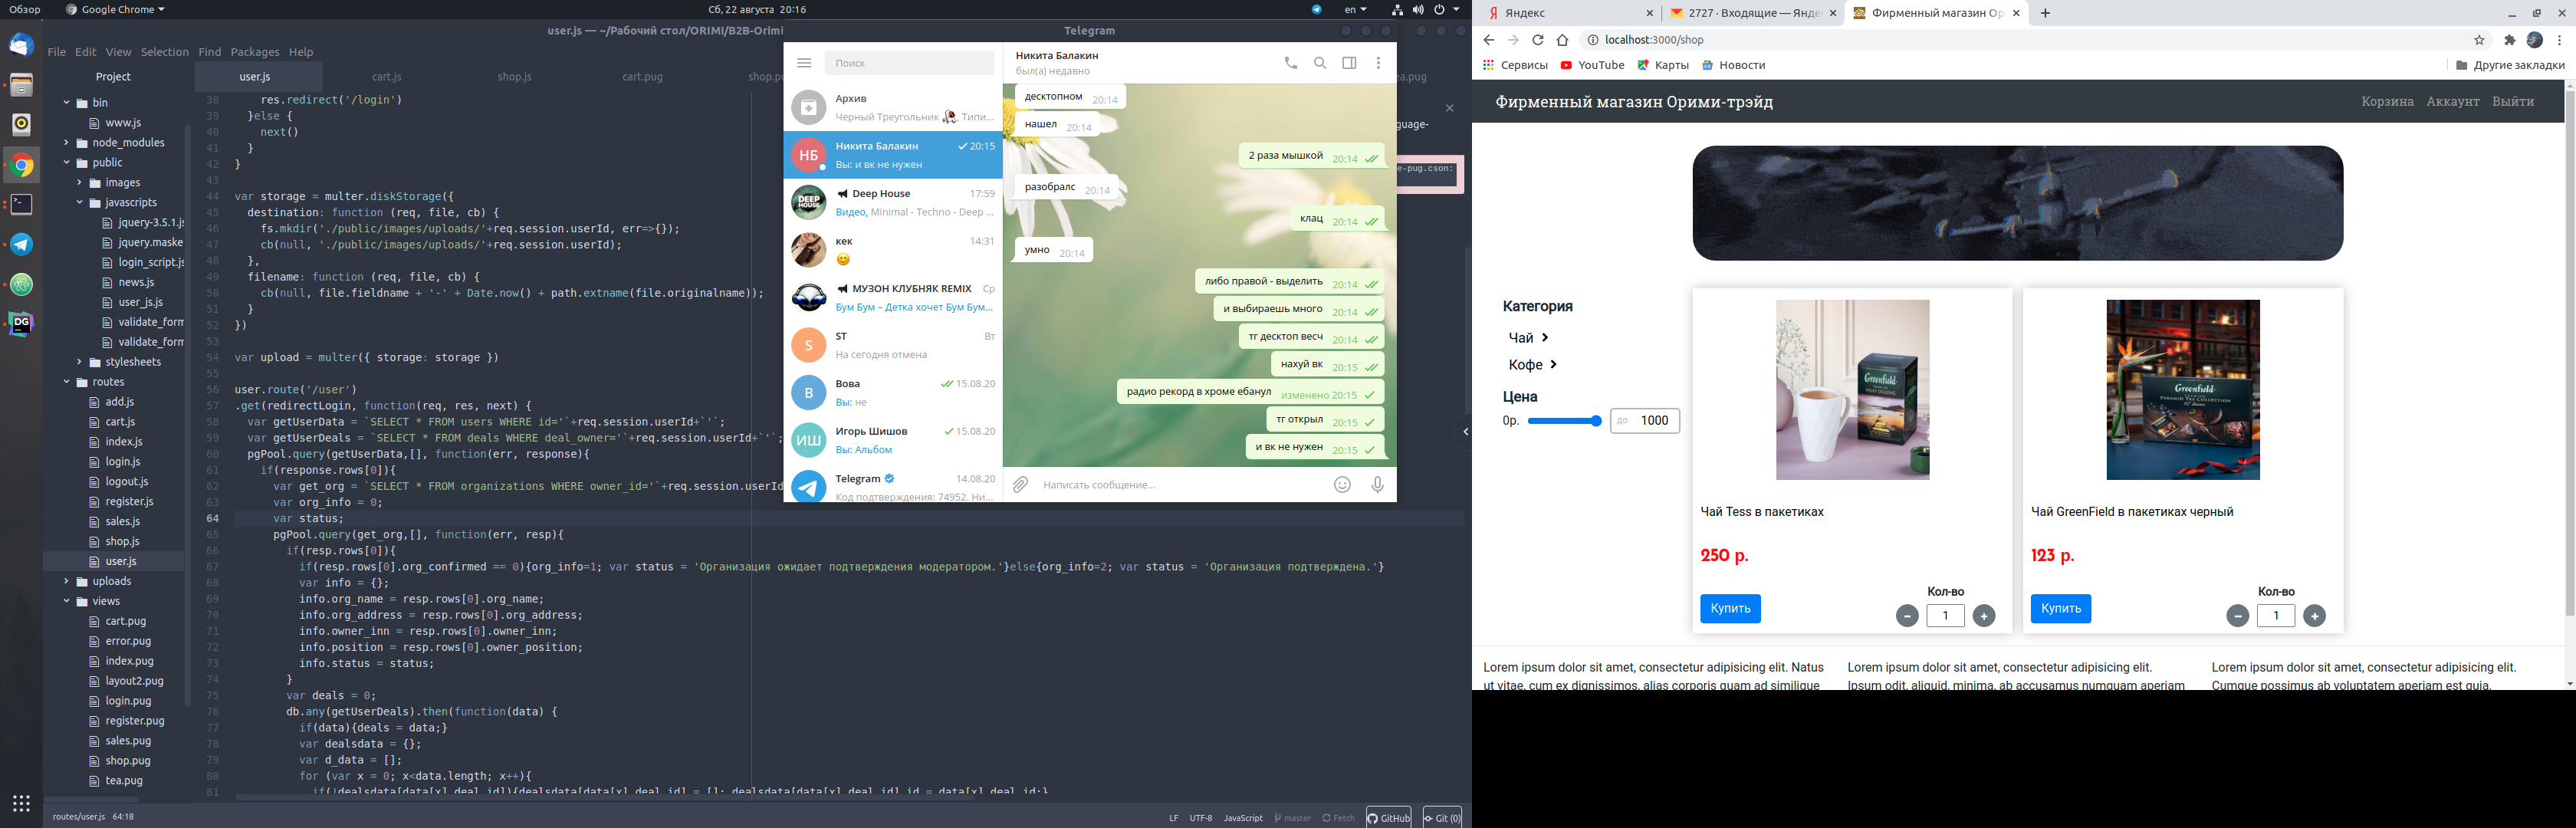 Обзор
Google Chrome
Сб, 22 августа 20:16
en
user.js — ~/Рабочий стол/ORIMI/B2B-Orimi
File Edit View Selection Find Packages Help
Project
bin
www.js
node_modules
public
images
javascripts
jquery-3.5.1.js
jquery.maske
login_script.js
news.js
user_js.js
validate_form
validate_form
stylesheets
routes
add.js
cart.js
index.js
login.js
logout.js
register.js
sales.js
shop.js
user.js
uploads
views
cart.pug
error.pug
index.pug
layout2.pug
login.pug
register.pug
sales.pug
shop.pug
tea.pug
user.js cart.js shop.js cart.pug shop.pu ea.pug
38 res.redirect('/login')
39 }else {
40 next()
41 }
42 }
43
44 var storage = multer.diskStorage({
45 destination: function (req, file, cb) {
46 fs.mkdir('./public/images/uploads/'+req.session.userId, err=>{});
47 cb(null, './public/images/uploads/'+req.session.userId);
48 },
49 filename: function (req, file, cb) {
50 cb(null, file.fieldname + '-' + Date.now() + path.extname(file.originalname));
51 }
52 })
53
54 var upload = multer({ storage: storage })
55
56 user.route('/user')
57 .get(redirectLogin, function(req, res, next) {
58 var getUserData = `SELECT * FROM users WHERE id='`+req.session.userId+`'`;
59 var getUserDeals = `SELECT * FROM deals WHERE deal_owner='`+req.session.userId+`'`;
60 pgPool.query(getUserData,[], function(err, response){
61 if(response.rows[0]){
62 var get_org = `SELECT * FROM organizations WHERE owner_id='`+req.session.userId
63 var org_info = 0;
64 var status;
65 pgPool.query(get_org,[], function(err, resp){
66 if(resp.rows[0]){
67 if(resp.rows[0].org_confirmed == 0){org_info=1; var status = 'Организация ожидает подтверждения модератором.'}else{org_info=2; var status = 'Организация подтверждена.'}
68 var info = {};
69 info.org_name = resp.rows[0].org_name;
70 info.org_address = resp.rows[0].org_address;
71 info.owner_inn = resp.rows[0].owner_inn;
72 info.position = resp.rows[0].owner_position;
73 info.status = status;
74 }
75 var deals = 0;
76 db.any(getUserDeals).then(function(data) {
77 if(data){deals = data;}
78 var dealsdata = {};
79 var d_data = [];
80 for (var x = 0; x<data.length; x++){
81 if(!dealsdata[data[x].deal_id]){dealsdata[data[x].deal_id] = []; dealsdata[data[x].deal_id].id = data[x].deal_id;}
guage-
e-pug.cson:
routes/user.js 64:18
LF UTF-8 JavaScript master Fetch GitHub Git (0)
Telegram
Поиск
Архив
Черный Треугольник Типи...
НБ
Никита Балакин 20:15
Вы: и вк не нужен
DEEP HOUSE
Deep House 17:59
Видео, Minimal - Techno - Deep ...
кек 14:31
МУЗОН КЛУБНЯК REMIX Ср
Бум Бум – Детка хочет Бум Бум...
S
ST Вт
На сегодня отмена
В
Вова 15.08.20
Вы: не
ИШ
Игорь Шишов 15.08.20
Вы: Альбом
Telegram 14.08.20
Код подтверждения: 74952. Ни...
Никита Балакин
был(а) недавно
десктопном 20:14
нашел 20:14
2 раза мышкой 20:14
разобралс 20:14
клац 20:14
умно 20:14
либо правой - выделить 20:14
и выбираешь много 20:14
тг десктоп весч 20:14
нахуй вк 20:15
радио рекорд в хроме ебанул изменено 20:15
тг открыл 20:15
и вк не нужен 20:15
Написать сообщение...
Яндекс
2727 · Входящие — Янде
Фирменный магазин Ор
localhost:3000/shop
Сервисы YouTube Карты Новости Другие закладки
Фирменный магазин Орими-трэйд
Корзина Аккаунт Выйти
Категория
Чай
Кофе
Цена
0р. до 1000
Greenfield
Greenfield
PYRAMID TEA COLLECTION
Чай Tess в пакетиках
250 р.
Кол-во
Купить
1
Чай GreenField в пакетиках черный
123 р.
Кол-во
Купить
1
Lorem ipsum dolor sit amet, consectetur adipisicing elit. Natus
ut vitae, cum ex dignissimos, alias corporis quam ad similique
Lorem ipsum dolor sit amet, consectetur adipisicing elit.
Ipsum odit, aliquid, minima, ab accusamus numquam aperiam
Lorem ipsum dolor sit amet, consectetur adipisicing elit.
Cumque possimus ab voluptatem aperiam est quia,